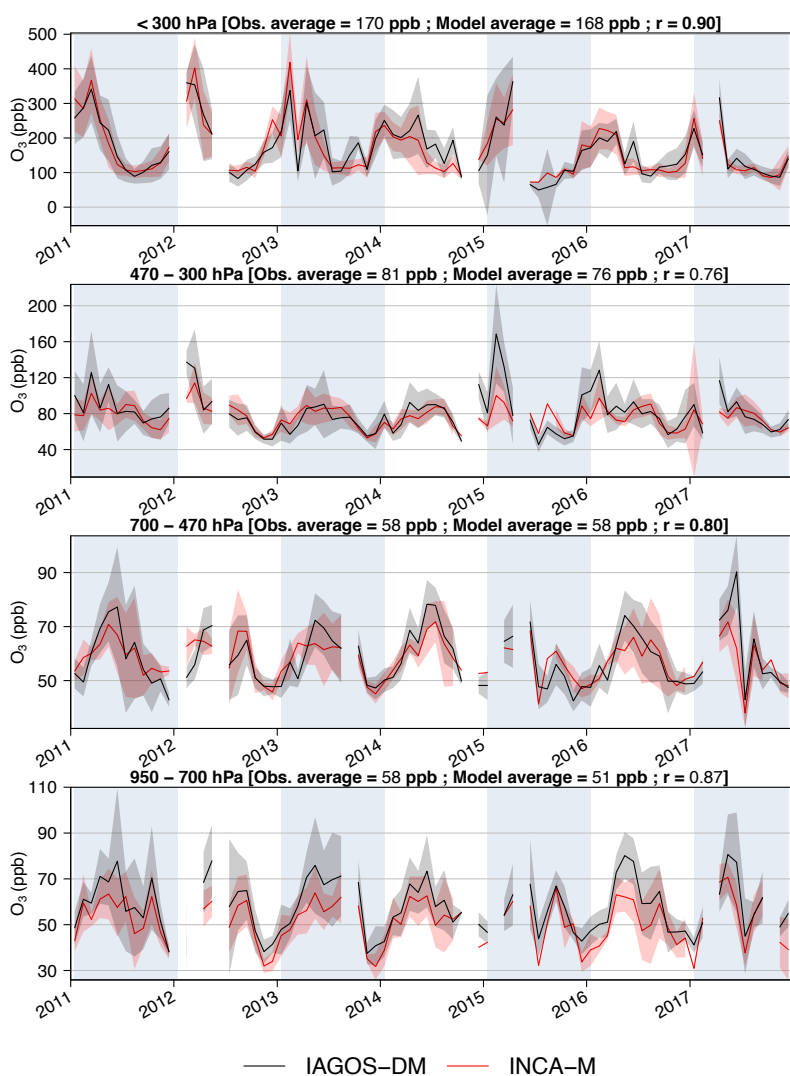 < 300 hPa [Obs. average = 170 ppb ; Model average = 168 ppb ; r = 0.90]
O3 (ppb)
500
400
300
200
100
0
2011 2012 2013 2014 2015 2016 2017
470 – 300 hPa [Obs. average = 81 ppb ; Model average = 76 ppb ; r = 0.76]
O3 (ppb)
200
160
120
80
40
2011 2012 2013 2014 2015 2016 2017
700 – 470 hPa [Obs. average = 58 ppb ; Model average = 58 ppb ; r = 0.80]
O3 (ppb)
90
70
50
2011 2012 2013 2014 2015 2016 2017
950 – 700 hPa [Obs. average = 58 ppb ; Model average = 51 ppb ; r = 0.87]
O3 (ppb)
110
90
70
50
30
2011 2012 2013 2014 2015 2016 2017
IAGOS–DM INCA–M